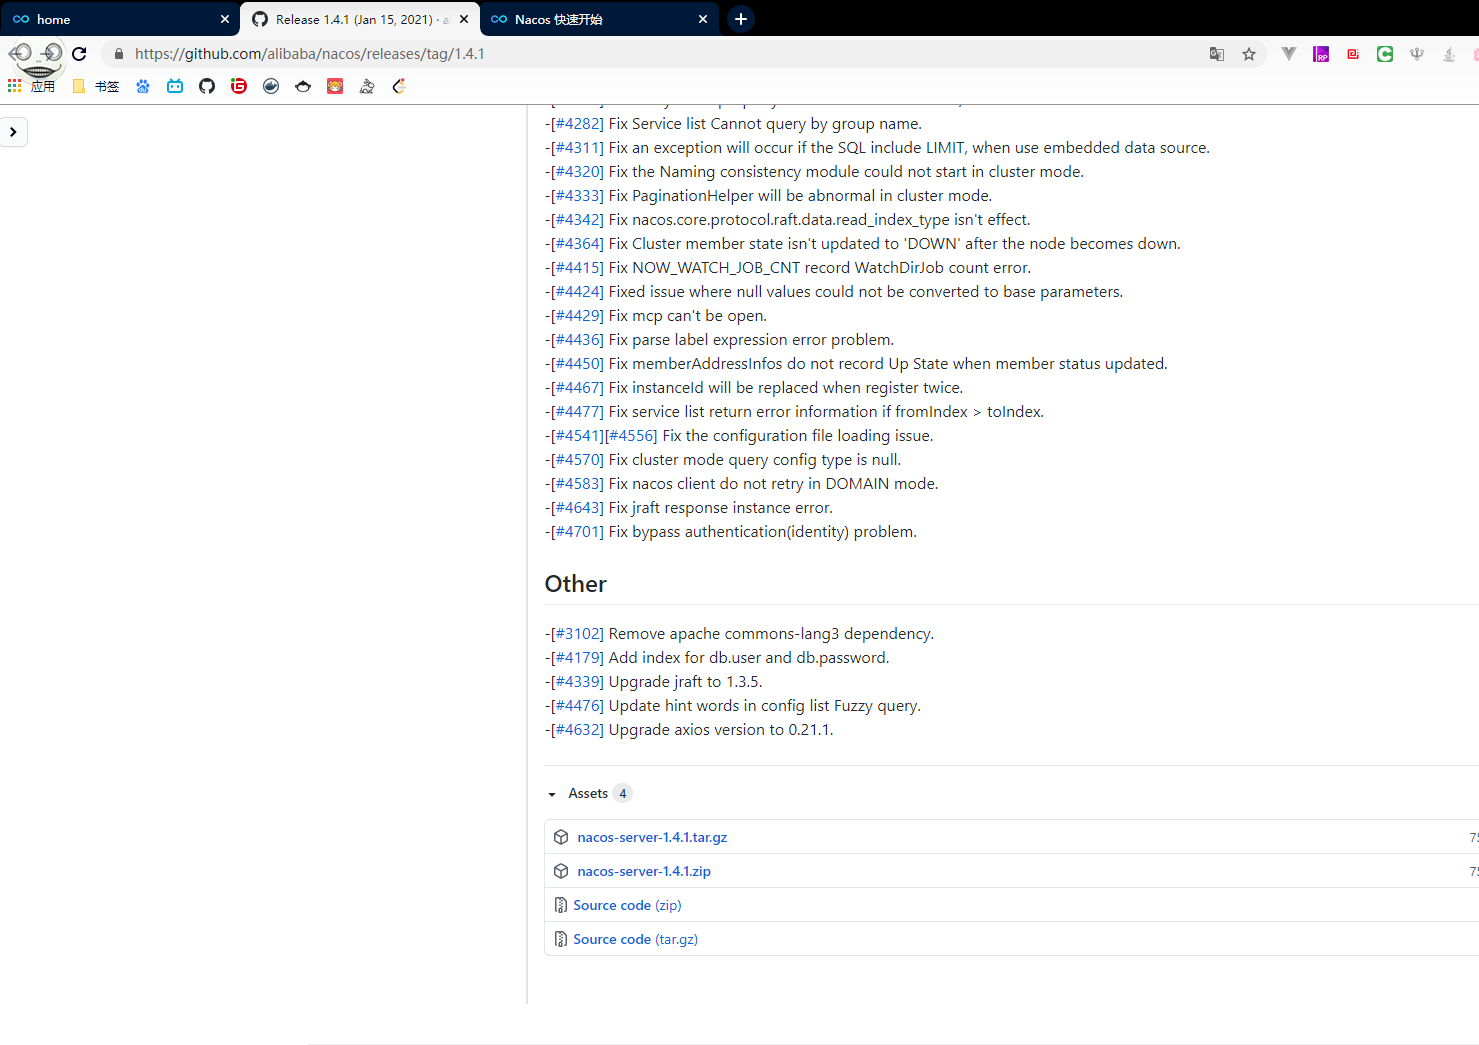 home
Release 1.4.1 (Jan 15, 2021) · a
Nacos 快速开始
https://github.com/alibaba/nacos/releases/tag/1.4.1
应用
书签
-[#4282] Fix Service list Cannot query by group name.
-[#4311] Fix an exception will occur if the SQL include LIMIT, when use embedded data source.
-[#4320] Fix the Naming consistency module could not start in cluster mode.
-[#4333] Fix PaginationHelper will be abnormal in cluster mode.
-[#4342] Fix nacos.core.protocol.raft.data.read_index_type isn't effect.
-[#4364] Fix Cluster member state isn't updated to 'DOWN' after the node becomes down.
-[#4415] Fix NOW_WATCH_JOB_CNT record WatchDirJob count error.
-[#4424] Fixed issue where null values could not be converted to base parameters.
-[#4429] Fix mcp can't be open.
-[#4436] Fix parse label expression error problem.
-[#4450] Fix memberAddressInfos do not record Up State when member status updated.
-[#4467] Fix instanceId will be replaced when register twice.
-[#4477] Fix service list return error information if fromIndex > toIndex.
-[#4541][#4556] Fix the configuration file loading issue.
-[#4570] Fix cluster mode query config type is null.
-[#4583] Fix nacos client do not retry in DOMAIN mode.
-[#4643] Fix jraft response instance error.
-[#4701] Fix bypass authentication(identity) problem.
Other
-[#3102] Remove apache commons-lang3 dependency.
-[#4179] Add index for db.user and db.password.
-[#4339] Upgrade jraft to 1.3.5.
-[#4476] Update hint words in config list Fuzzy query.
-[#4632] Upgrade axios version to 0.21.1.
Assets 4
nacos-server-1.4.1.tar.gz 75
nacos-server-1.4.1.zip 75
Source code (zip)
Source code (tar.gz)